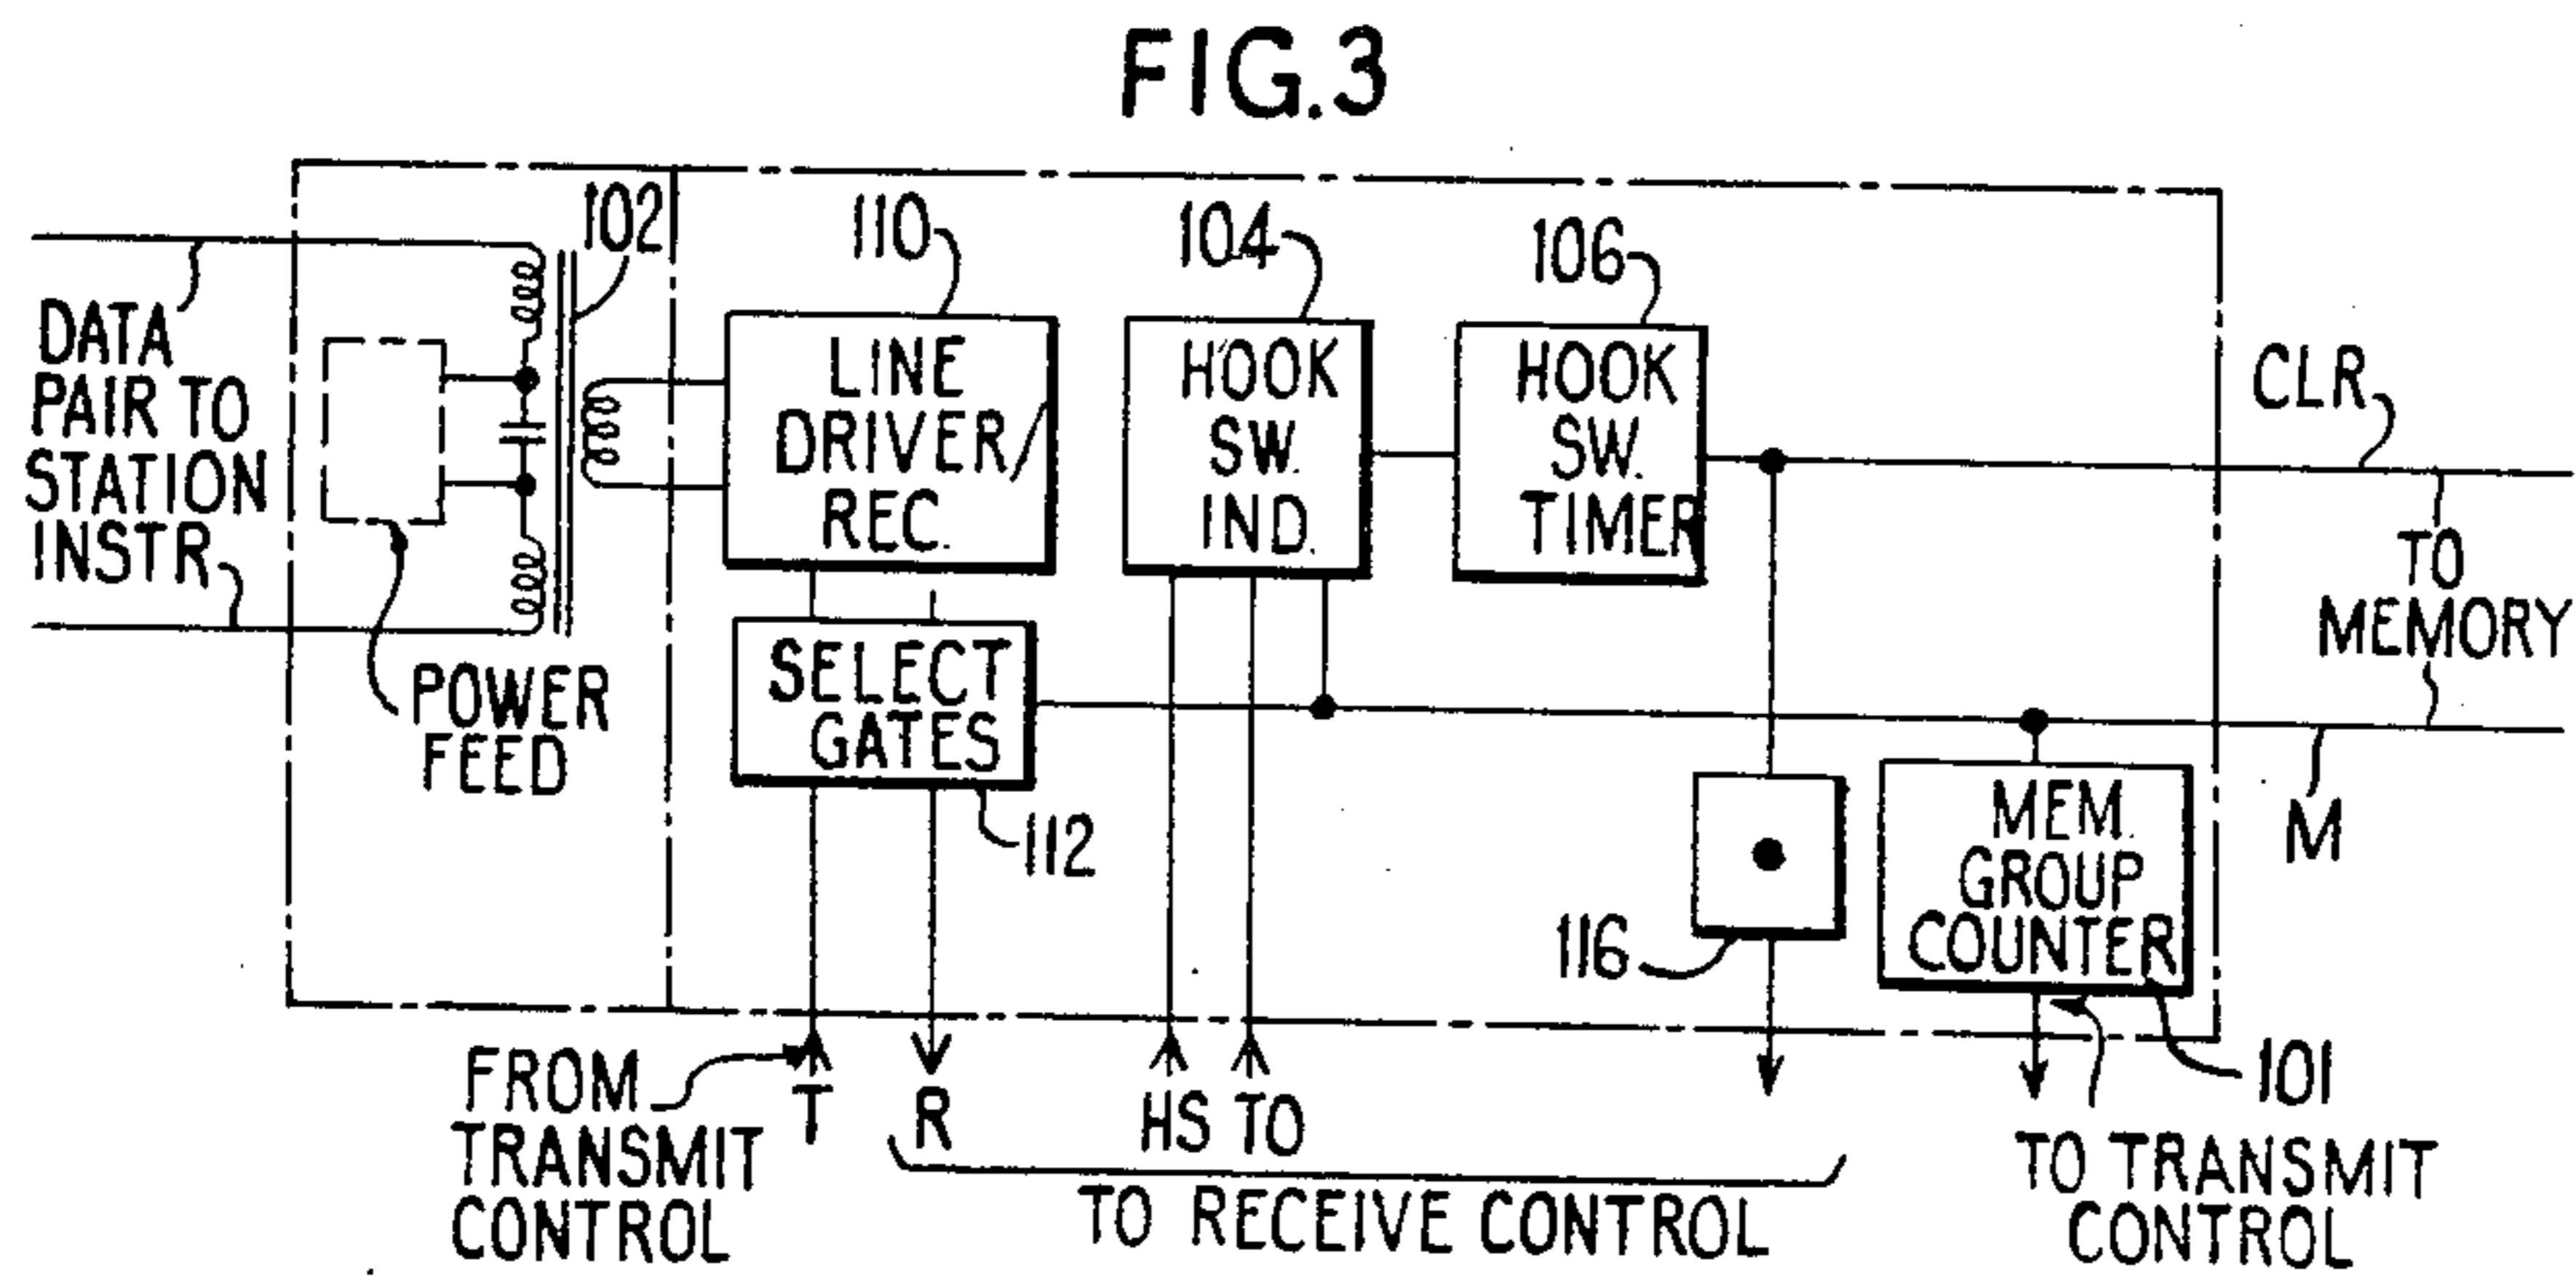 FIG.3
102
110
104
106
DATA
PAIR TO
STATION
INSTR.
LINE
DRIVER/
REC.
HOOK
SW.
IND.
HOOK
SW.
TIMER
CLR
TO
MEMORY
POWER
FEED
SELECT
GATES
112
116
MEM.
GROUP
COUNTER
M
101
FROM
TRANSMIT
CONTROL
T
R
HS TO
TO RECEIVE CONTROL
TO TRANSMIT
CONTROL